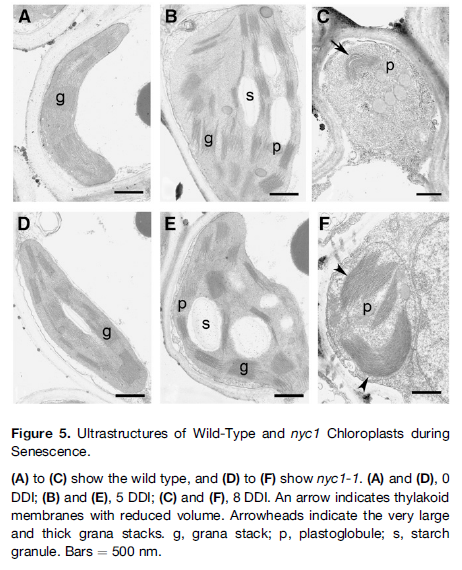 A B C
g
g s p
p
D E F
g
p s g
p
Figure 5. Ultrastructures of Wild-Type and nyc1 Chloroplasts during
Senescence.
(A) to (C) show the wild type, and (D) to (F) show nyc1-1. (A) and (D), 0
DDI; (B) and (E), 5 DDI; (C) and (F), 8 DDI. An arrow indicates thylakoid
membranes with reduced volume. Arrowheads indicate the very large
and thick grana stacks. g, grana stack; p, plastoglobule; s, starch
granule. Bars = 500 nm.